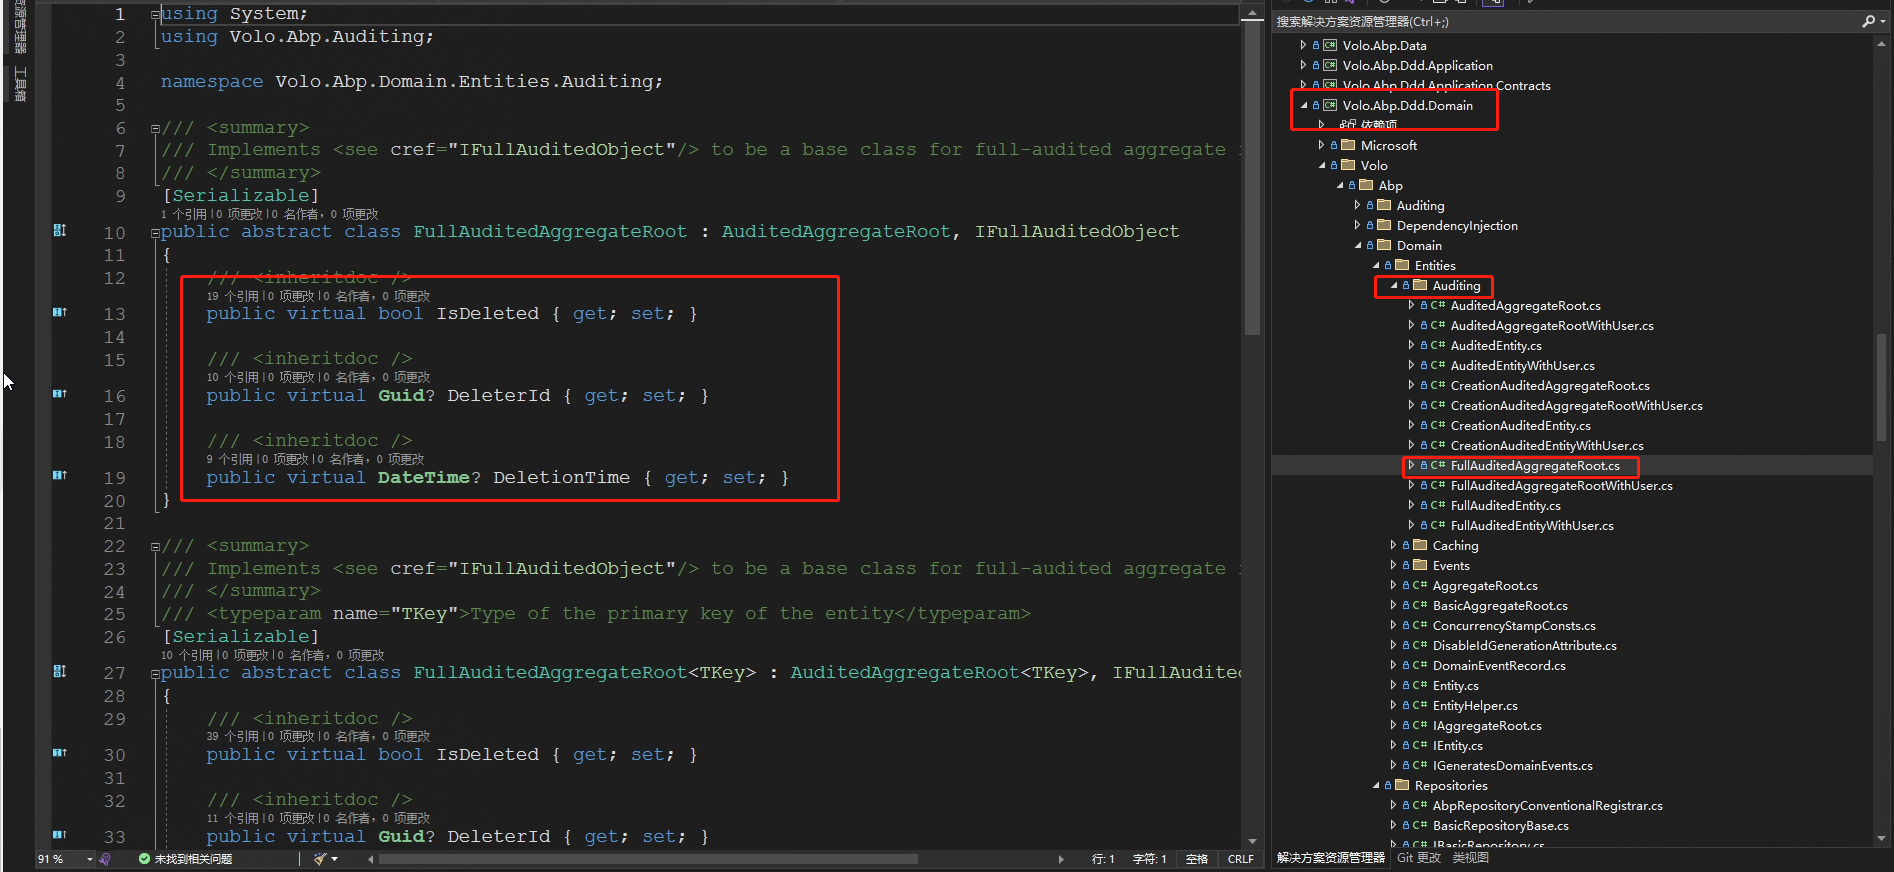 资源管理器
工具箱
1 using System;
2 using Volo.Abp.Auditing;
3
4 namespace Volo.Abp.Domain.Entities.Auditing;
5
6 /// <summary>
7 /// Implements <see cref="IFullAuditedObject"/> to be a base class for full-audited aggregate
8 /// </summary>
9 [Serializable]
1 个引用|0 项更改|0 名作者，0 项更改
10 public abstract class FullAuditedAggregateRoot : AuditedAggregateRoot, IFullAuditedObject
11 {
12 /// <inheritdoc />
19 个引用|0 项更改|0 名作者，0 项更改
13 public virtual bool IsDeleted { get; set; }
14
15 /// <inheritdoc />
10 个引用|0 项更改|0 名作者，0 项更改
16 public virtual Guid? DeleterId { get; set; }
17
18 /// <inheritdoc />
9 个引用|0 项更改|0 名作者，0 项更改
19 public virtual DateTime? DeletionTime { get; set; }
20 }
21
22 /// <summary>
23 /// Implements <see cref="IFullAuditedObject"/> to be a base class for full-audited aggregate
24 /// </summary>
25 /// <typeparam name="TKey">Type of the primary key of the entity</typeparam>
26 [Serializable]
10 个引用|0 项更改|0 名作者，0 项更改
27 public abstract class FullAuditedAggregateRoot<TKey> : AuditedAggregateRoot<TKey>, IFullAudited
28 {
29 /// <inheritdoc />
39 个引用|0 项更改|0 名作者，0 项更改
30 public virtual bool IsDeleted { get; set; }
31
32 /// <inheritdoc />
11 个引用|0 项更改|0 名作者，0 项更改
33 public virtual Guid? DeleterId { get; set; }
91 % 未找到相关问题 行: 1 字符: 1 空格 CRLF
搜索解决方案资源管理器(Ctrl+;)
C# Volo.Abp.Data
C# Volo.Abp.Ddd.Application
C# Volo.Abp.Ddd.Application.Contracts
C# Volo.Abp.Ddd.Domain
依赖项
Microsoft
Volo
Abp
Auditing
DependencyInjection
Domain
Entities
Auditing
C# AuditedAggregateRoot.cs
C# AuditedAggregateRootWithUser.cs
C# AuditedEntity.cs
C# AuditedEntityWithUser.cs
C# CreationAuditedAggregateRoot.cs
C# CreationAuditedAggregateRootWithUser.cs
C# CreationAuditedEntity.cs
C# CreationAuditedEntityWithUser.cs
C# FullAuditedAggregateRoot.cs
C# FullAuditedAggregateRootWithUser.cs
C# FullAuditedEntity.cs
C# FullAuditedEntityWithUser.cs
Caching
Events
C# AggregateRoot.cs
C# BasicAggregateRoot.cs
C# ConcurrencyStampConsts.cs
C# DisableIdGenerationAttribute.cs
C# DomainEventRecord.cs
C# Entity.cs
C# EntityHelper.cs
C# IAggregateRoot.cs
C# IEntity.cs
C# IGeneratesDomainEvents.cs
Repositories
C# AbpRepositoryConventionalRegistrar.cs
C# BasicRepositoryBase.cs
C# IBasicRepository.cs
解决方案资源管理器 Git 更改 类视图